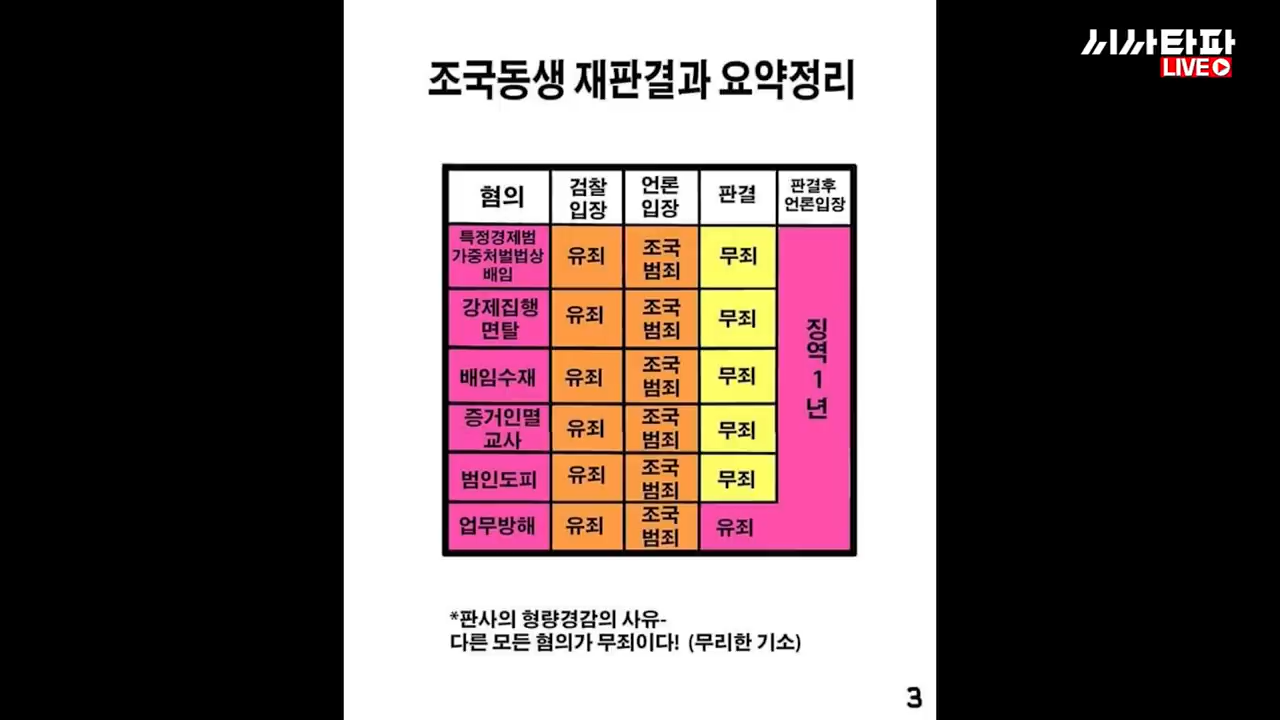 씨사타파
LIVE
조국동생 재판결과 요약정리
혐의
검찰
입장
언론
입장
판결
판결후
언론입장
특정경제범
가중처벌법상
배임
유죄
조국
범죄
무죄
강제집행
면탈
유죄
조국
범죄
무죄
배임수재
유죄
조국
범죄
무죄
증거인멸
교사
유죄
조국
범죄
무죄
범인도피
유죄
조국
범죄
무죄
업무방해
유죄
조국
범죄
유죄
징역 1 년
*판사의 형량경감의 사유-
다른 모든 혐의가 무죄이다! (무리한 기소)
3